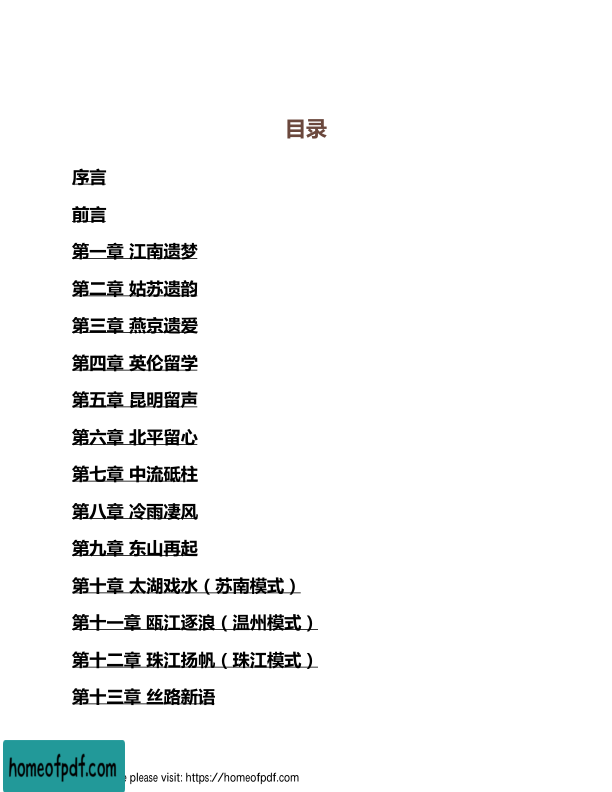 目录
序言
前言
第一章 江南遗梦
第二章 姑苏遗韵
第三章 燕京遗爱
第四章 英伦留学
第五章 昆明留声
第六章 北平留心
第七章 中流砥柱
第八章 冷雨凄风
第九章 东山再起
第十章 太湖戏水（苏南模式）
第十一章 瓯江逐浪（温州模式）
第十二章 珠江扬帆（珠江模式）
第十三章 丝路新语
homeofpdf.com
e please visit: https://homeofpdf.com